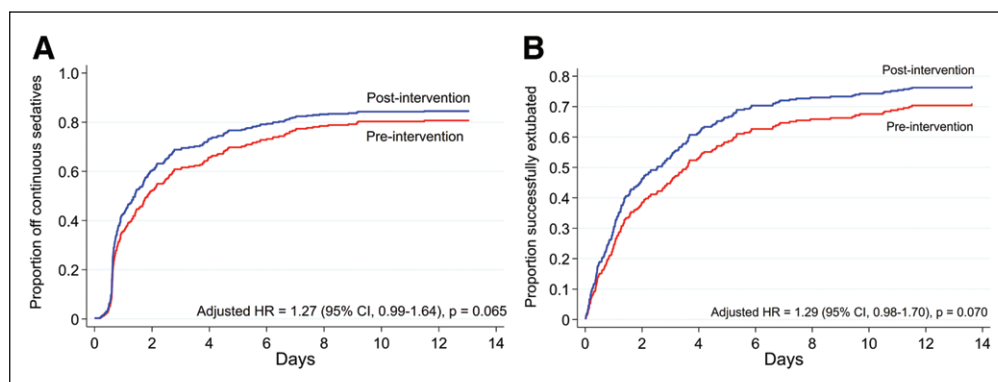 A
Proportion off continuous sedatives
1.0
0.8
0.6
0.4
0.2
0
Post-intervention
Pre-intervention
Adjusted HR = 1.27 (95% CI, 0.99-1.64), p = 0.065
0 2 4 6 8 10 12 14
Days
B
Proportion successfully extubated
0.8
0.7
0.6
0.5
0.4
0.3
0.2
0.1
0
Post-intervention
Pre-intervention
Adjusted HR = 1.29 (95% CI, 0.98-1.70), p = 0.070
0 2 4 6 8 10 12 14
Days